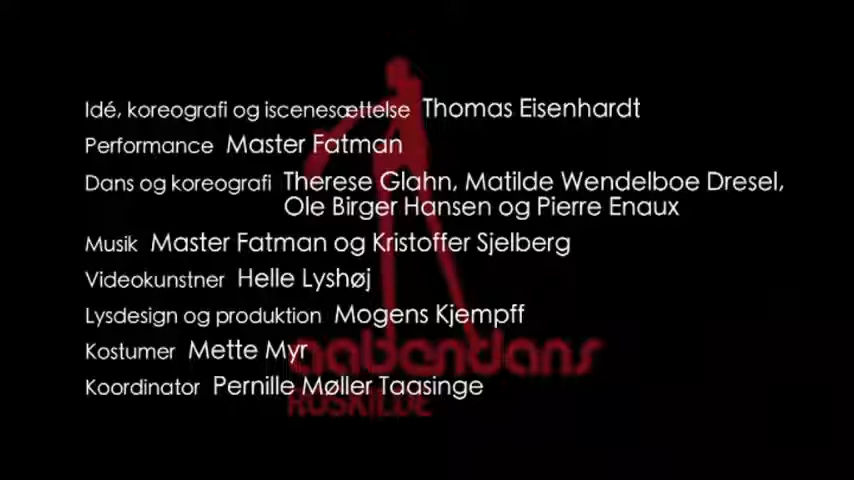 Idé, koreografi og iscenesættelse Thomas Eisenhardt
Performance Master Fatman
Dans og koreografi Therese Glahn, Matilde Wendelboe Dresel,
Ole Birger Hansen og Pierre Enaux
Musik Master Fatman og Kristoffer Sjelberg
Videokunstner Helle Lyshøj
Lysdesign og produktion Mogens Kjempff
Kostumer Mette Myr
aabendans
Koordinator Pernille Møller Taasinge
ROSKILDE